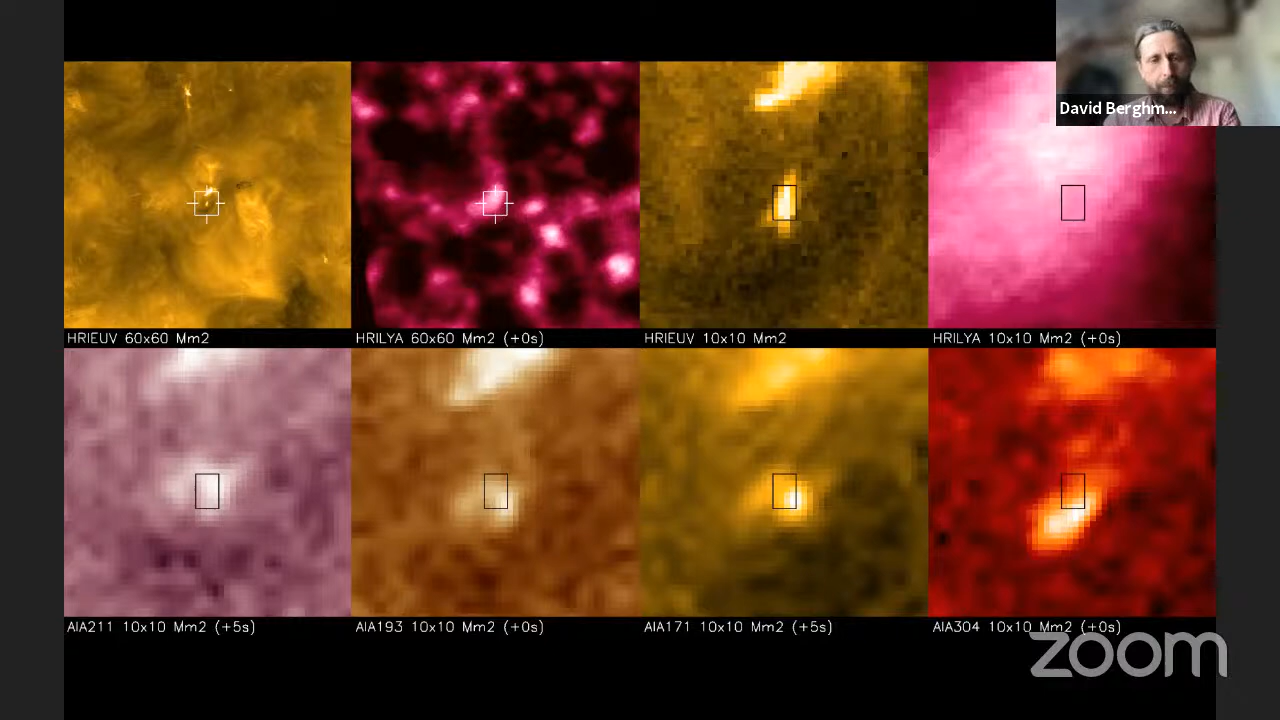 David Berghm...
HRIEUV 60x60 Mm2
HRILYA 60x60 Mm2 (+0s)
HRIEUV 10x10 Mm2
HRILYA 10x10 Mm2 (+0s)
AIA211 10x10 Mm2 (+5s)
AIA193 10x10 Mm2 (+0s)
AIA171 10x10 Mm2 (+5s)
AIA304 10x10 Mm2 (+0s)
zoom